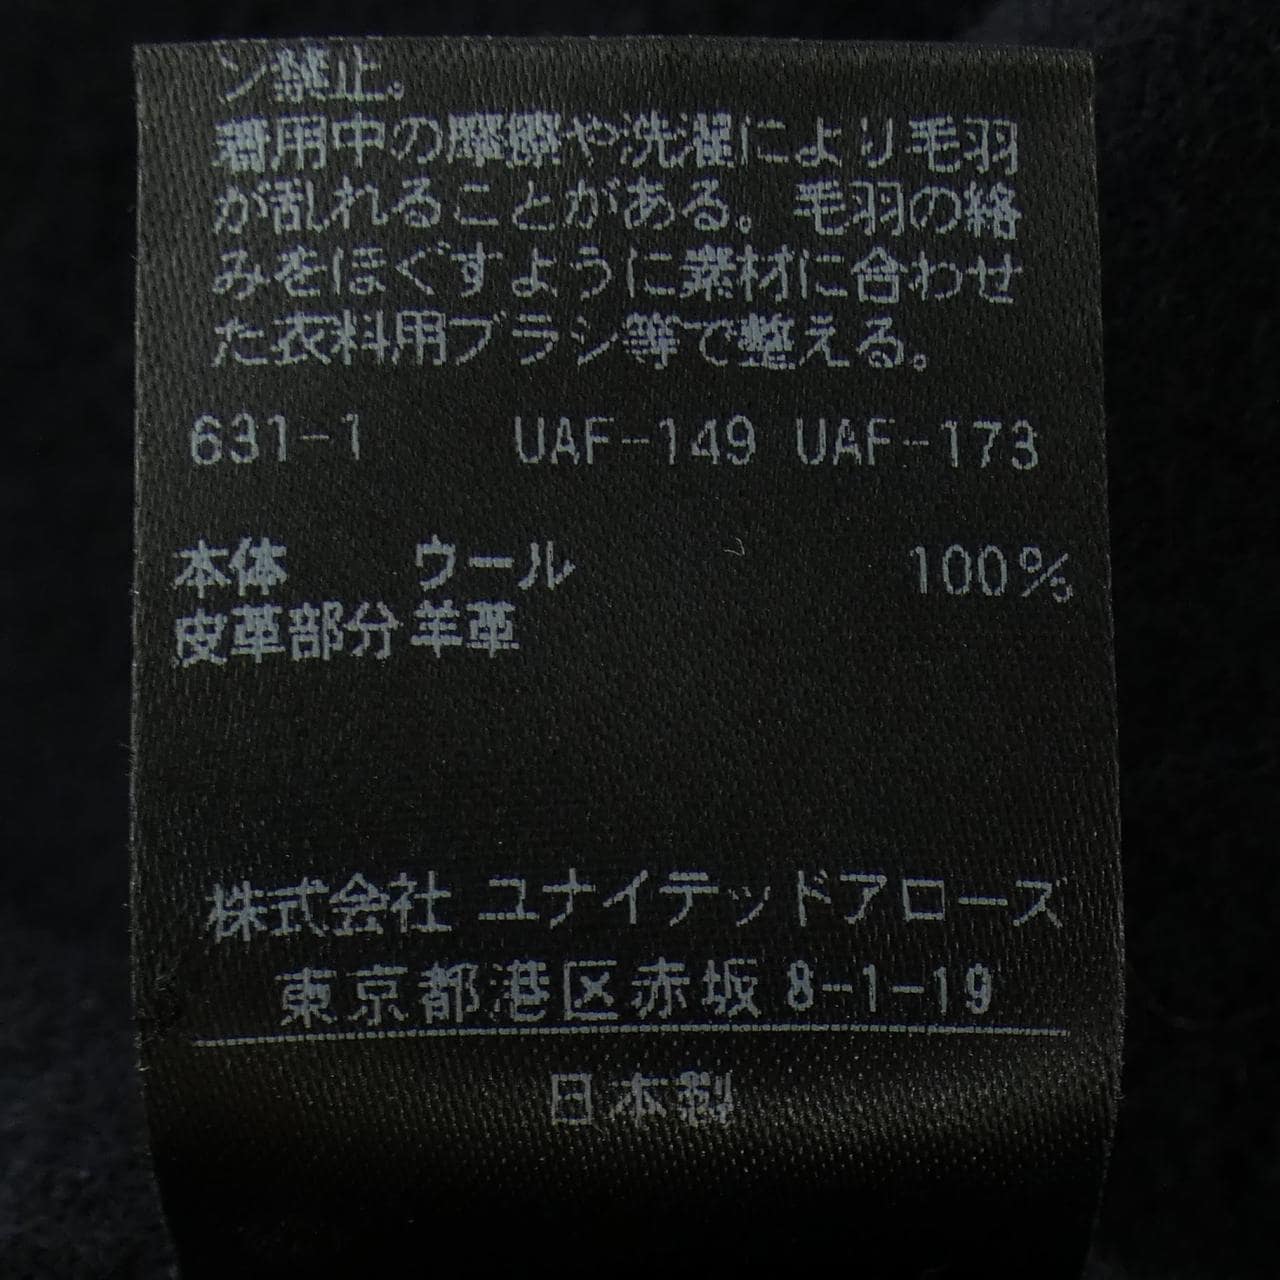 ン禁止。
着用中の摩擦や洗濯により毛羽
が乱れることがある。毛羽の絡
みをほぐすように素材に合わせ
た衣料用ブラシ等で整える。
631-1 UAF-149 UAF-173
本体 ウール 100%
皮革部分 羊革
株式会社 ユナイテッドアローズ
東京都港区赤坂 8-1-19
日本製